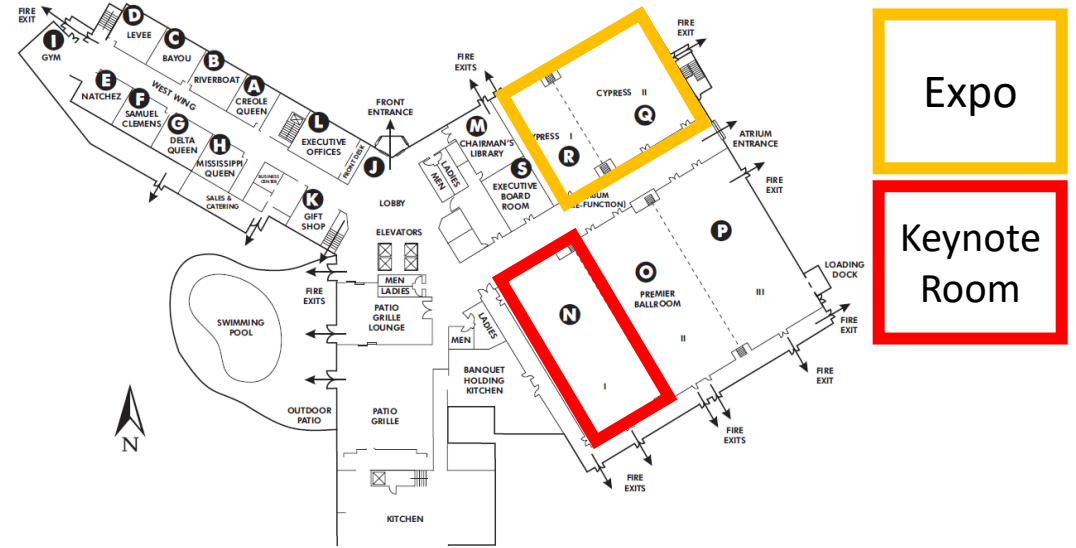 FIRE
EXIT
D
LEVEE
C
BAYOU
B
RIVERBOAT
A
CREOLE
QUEEN
L
EXECUTIVE
OFFICES
I
GYM
E
NATCHEZ
F
SAMUEL
CLEMENS
G
DELTA
QUEEN
H
MISSISSIPPI
QUEEN
WEST WING
BUSINESS
CENTER
SALES &
CATERING
K
GIFT
SHOP
FRONT DESK
J
FRONT
ENTRANCE
LOBBY
ELEVATORS
MEN
LADIES
FIRE
EXITS
PATIO
GRILLE
LOUNGE
SWIMMING
POOL
OUTDOOR
PATIO
PATIO
GRILLE
KITCHEN
N
MEN
LADIES
BANQUET
HOLDING
KITCHEN
FIRE
EXITS
M
CHAIRMAN'S
LIBRARY
LADIES
MEN
S
EXECUTIVE
BOARD
ROOM
CYPRESS II
Q
YPRESS I
R
FIRE
EXIT
ATRIUM
ENTRANCE
FIRE
EXIT
IUM
E-FUNCTION)
P
O
PREMIER
BALLROOM
III
II
N
I
LOADING
DOCK
FIRE
EXIT
FIRE
EXIT
FIRE
EXITS
FIRE
EXITS
Expo
Keynote
Room